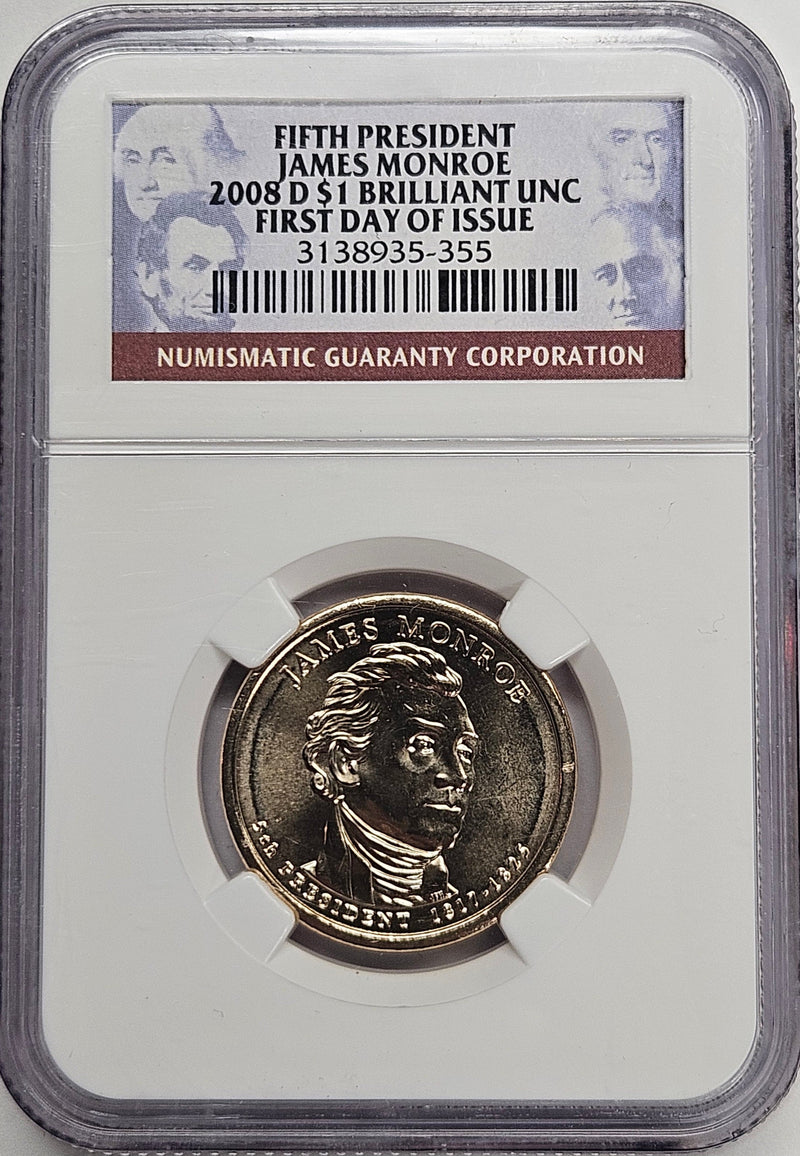 FIFTH PRESIDENT
JAMES MONROE
2008 D $1 BRILLIANT UNC
FIRST DAY OF ISSUE
3138935-355
NUMISMATIC GUARANTY CORPORATION
JAMES MONROE
5th PRESIDENT 1817-1825